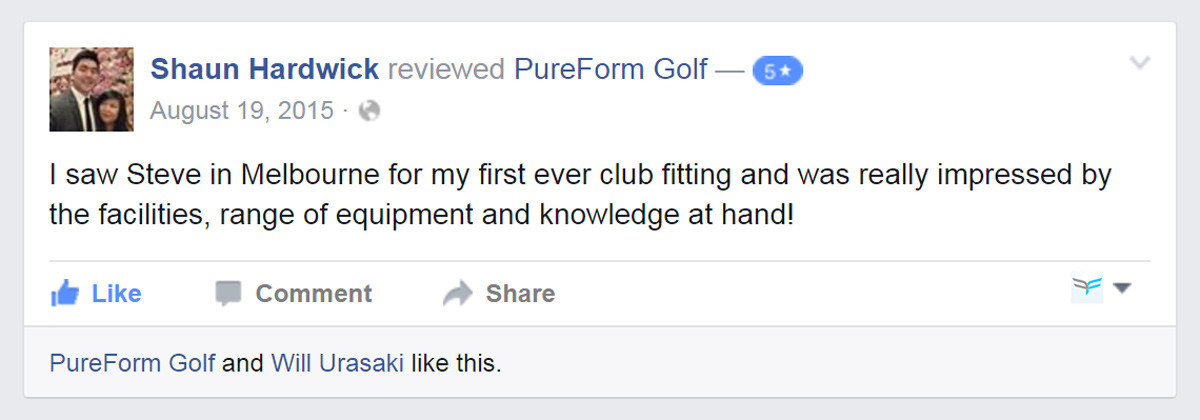 Shaun Hardwick reviewed PureForm Golf — 5★
August 19, 2015 ·
I saw Steve in Melbourne for my first ever club fitting and was really impressed by
the facilities, range of equipment and knowledge at hand!
Like Comment Share
PureForm Golf and Will Urasaki like this.